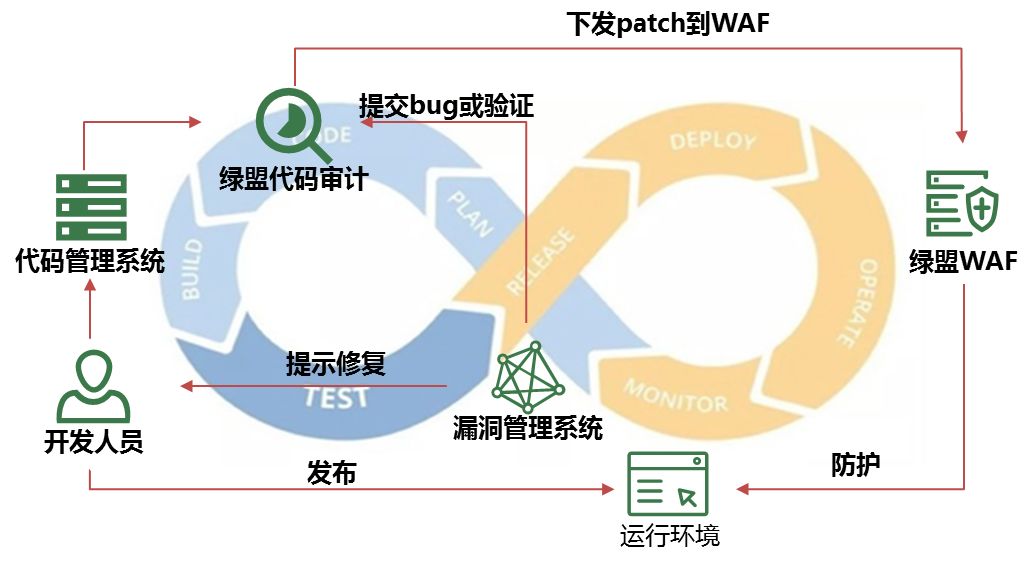 下发patch到WAF
提交bug或验证
DE
DEPLOY
绿盟代码审计
PLAN
代码管理系统
BUILD
RELEASE
绿盟WAF
OPERATE
提示修复
TEST
MONITOR
漏洞管理系统
开发人员
发布
防护
运行环境